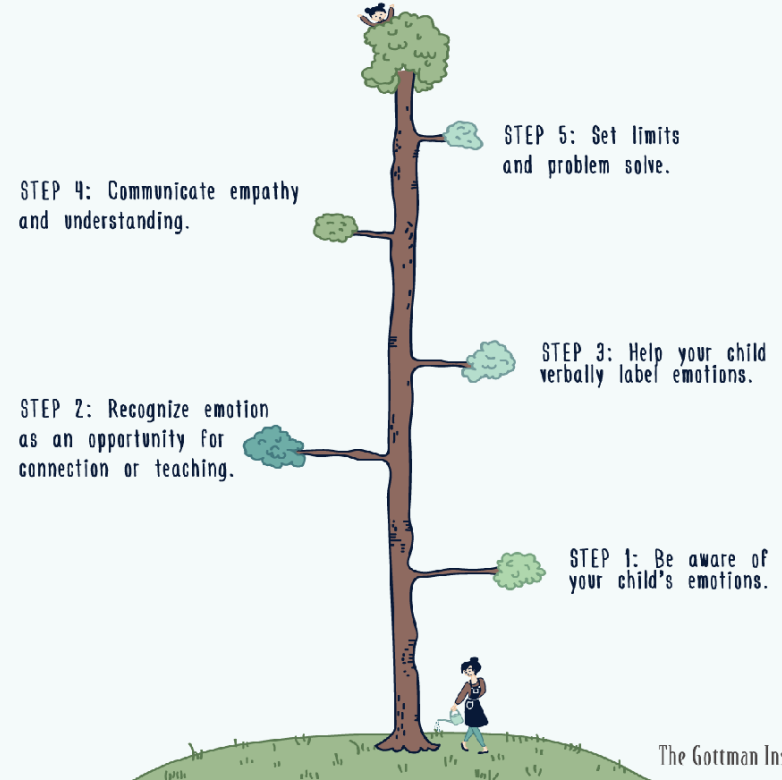 STEP 5: Set limits
and problem solve.
STEP 4: Communicate empathy
and understanding.
STEP 3: Help your child
verbally label emotions.
STEP 2: Recognize emotion
as an opportunity for
connection or teaching.
STEP 1: Be aware of
your child's emotions.
The Gottman